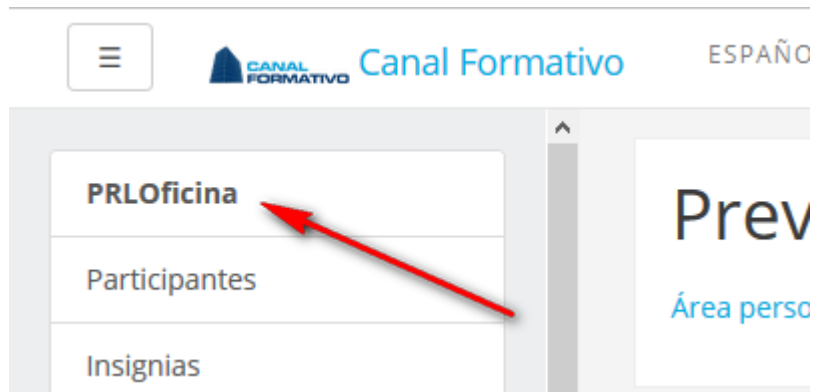 ☰ CANAL FORMATIVO Canal Formativo ESPAÑO
PRLOficina
Prev
Participantes
Área perso
Insignias